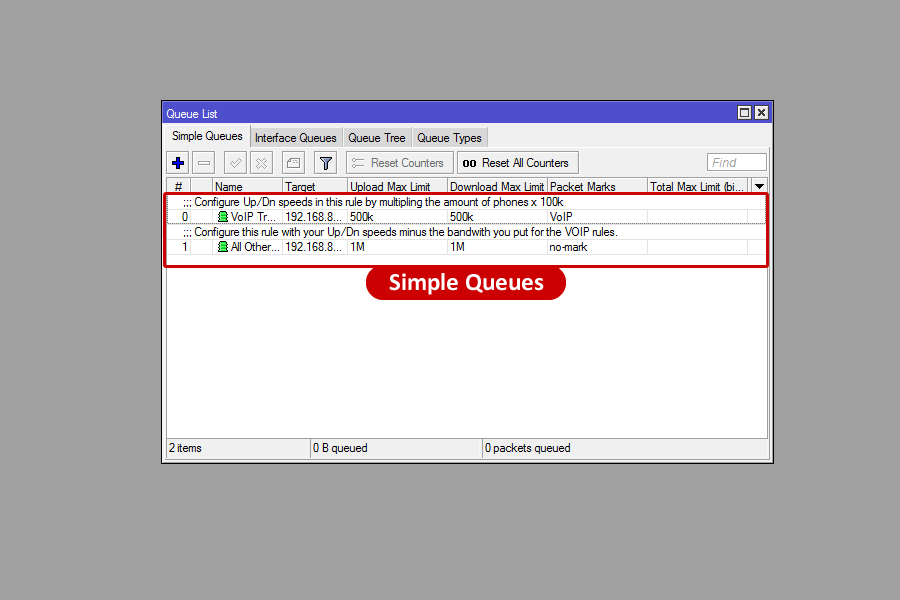 Queue List
Simple Queues Interface Queues Queue Tree Queue Types
Reset Counters 00 Reset All Counters Find
# Name Target Upload Max Limit Download Max Limit Packet Marks Total Max Limit (bi...
;;; Configure Up/Dn speeds in this rule by multipling the amount of phones x 100k
0 VoIP Tr... 192.168.8... 500k 500k VoIP
;;; Configure this rule with your Up/Dn speeds minus the bandwith you put for the VOIP rules.
1 All Other... 192.168.8... 1M 1M no-mark
Simple Queues
2 items 0 B queued 0 packets queued